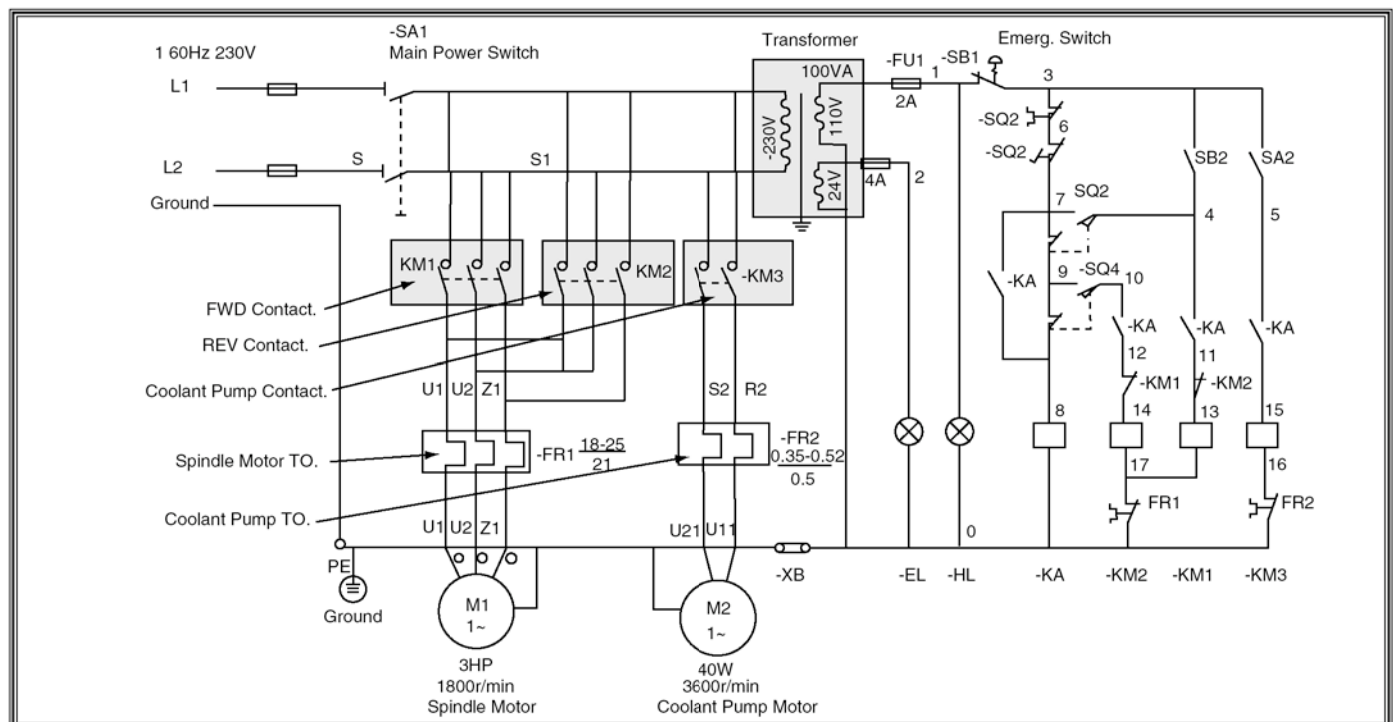 -SA1
Main Power Switch
1 60Hz 230V
Transformer
Emerg. Switch
L1
100VA
-FU1
1
-SB1
3
2A
-230V
110V
-SQ2
6
L2
S
S1
-SQ2
SB2
SA2
24V
4A
2
Ground
7
SQ2
4
5
KM1
KM2
-KM3
9
-SQ4
10
-KA
FWD Contact.
REV Contact.
-KA
-KA
-KA
12
11
Coolant Pump Contact.
U1
U2
Z1
S2
R2
-KM1
-KM2
8
14
13
15
Spindle Motor TO.
-FR1
18-25
21
-FR2
0.35-0.52
0.5
17
16
Coolant Pump TO.
FR1
FR2
U1
U2
Z1
U21
U11
0
PE
-XB
-EL
-HL
-KA
-KM2
-KM1
-KM3
Ground
M1
1~
M2
1~
3HP
1800r/min
Spindle Motor
40W
3600r/min
Coolant Pump Motor